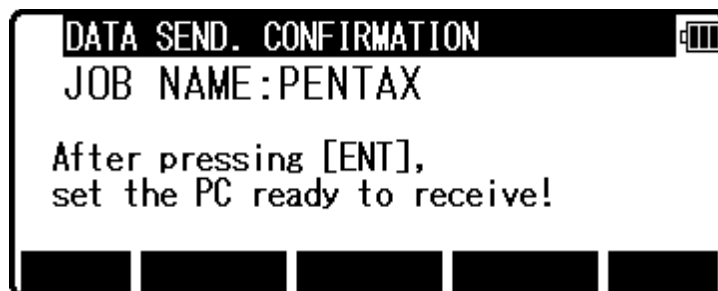 DATA SEND. CONFIRMATION
JOB NAME:PENTAX
After pressing [ENT],
set the PC ready to receive!